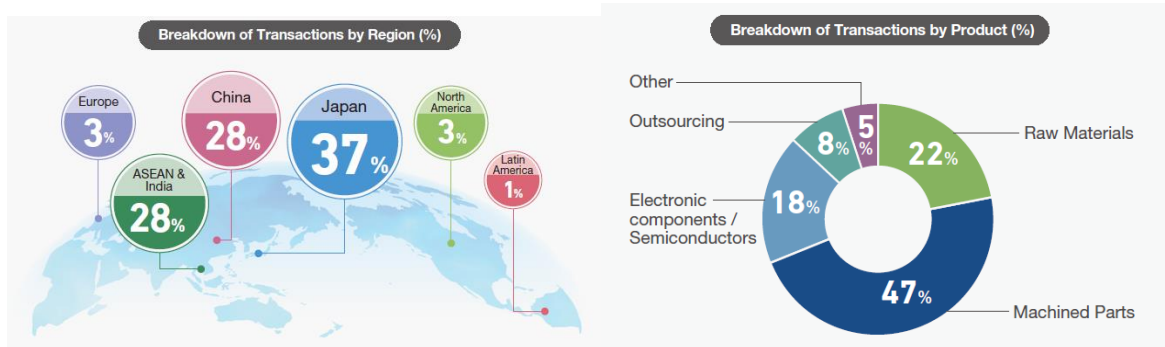 Breakdown of Transactions by Region (%)
Europe
3%
China
28%
Japan
37%
North
America
3%
Latin
America
1%
ASEAN &
India
28%
Breakdown of Transactions by Product (%)
Other
5%
Outsourcing
8%
Raw Materials
22%
Electronic
components /
Semiconductors
18%
47%
Machined Parts